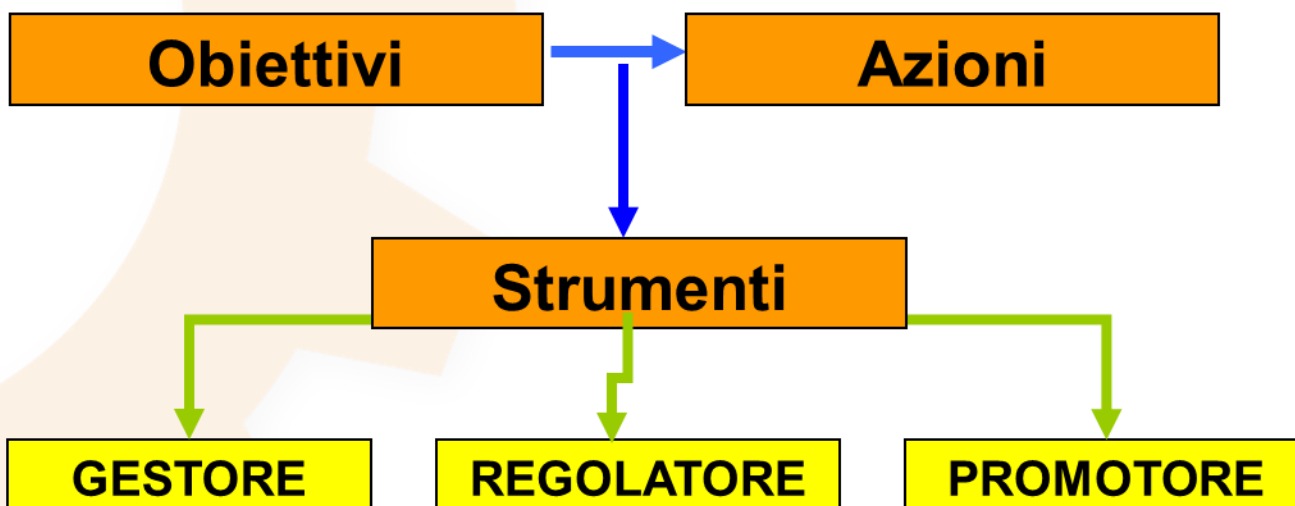 Obiettivi
Azioni
Strumenti
GESTORE
REGOLATORE
PROMOTORE